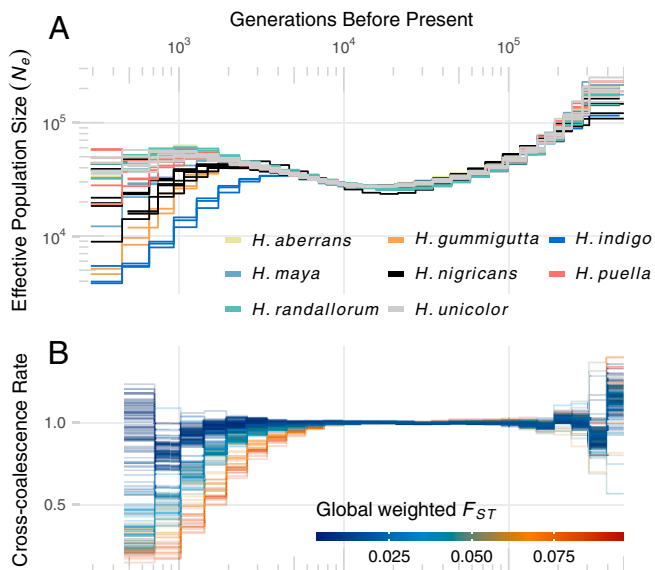 Generations Before Present
A
10³ 10⁴ 10⁵
Effective Population Size (Nₑ)
10⁵
10⁴
H. aberrans H. gummigutta H. indigo
H. maya H. nigricans H. puella
H. randallorum H. unicolor
B
Cross-coalescence Rate
1.0
0.5
Global weighted F_ST
0.025 0.050 0.075